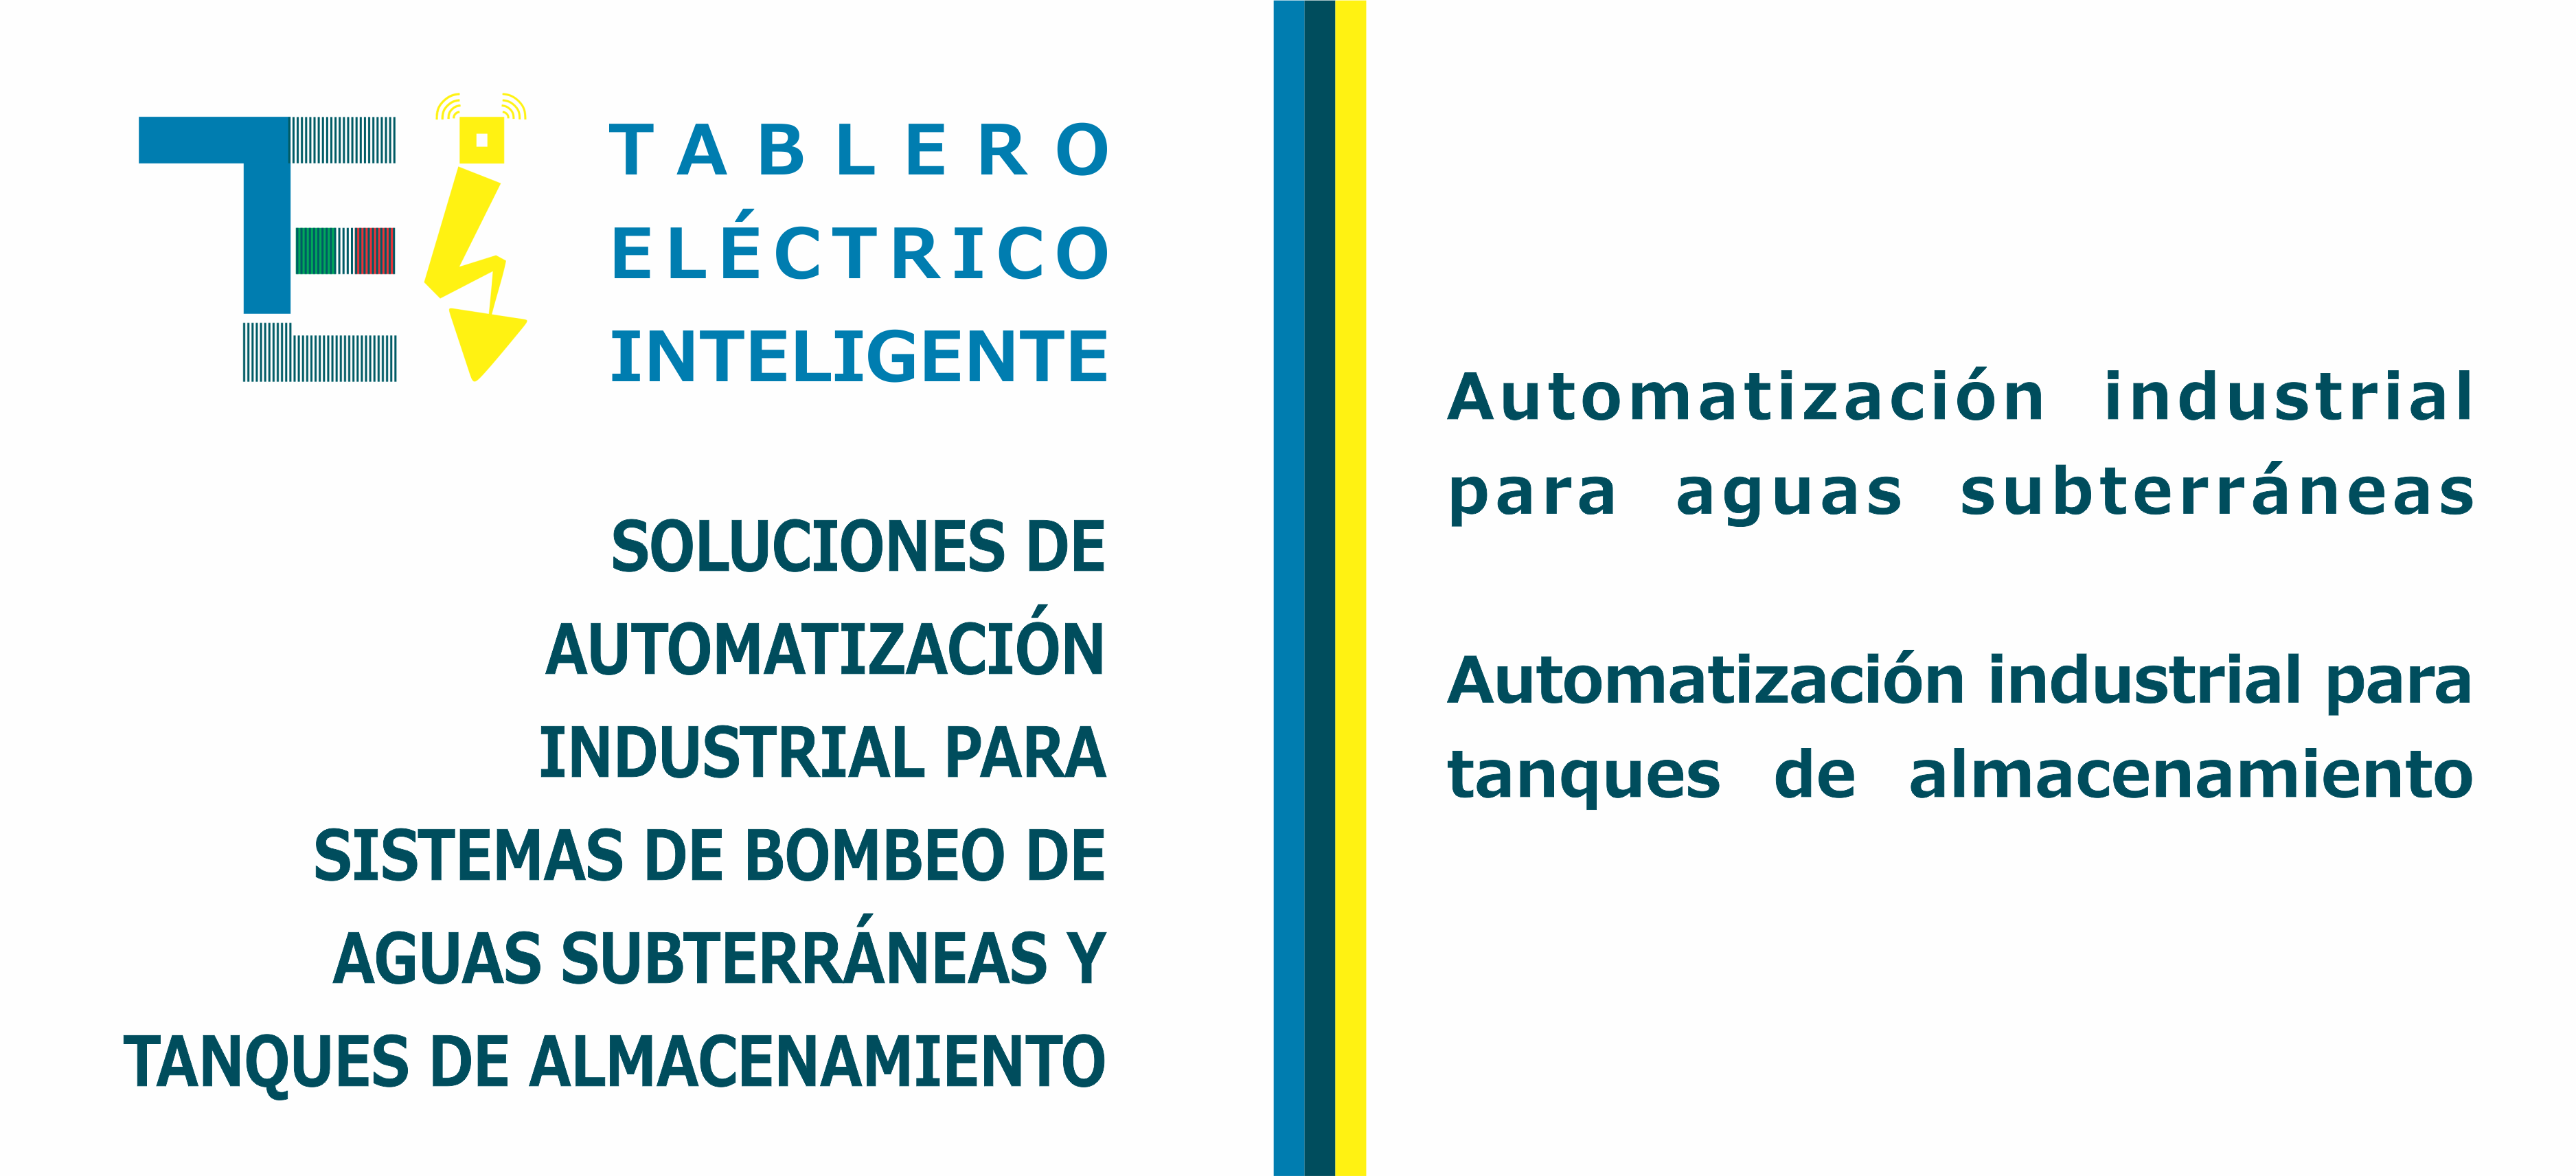 TEi
TABLERO
ELÉCTRICO
INTELIGENTE
SOLUCIONES DE
AUTOMATIZACIÓN
INDUSTRIAL PARA
SISTEMAS DE BOMBEO DE
AGUAS SUBTERRÁNEAS Y
TANQUES DE ALMACENAMIENTO
Automatización industrial
para aguas subterráneas
Automatización industrial para
tanques de almacenamiento